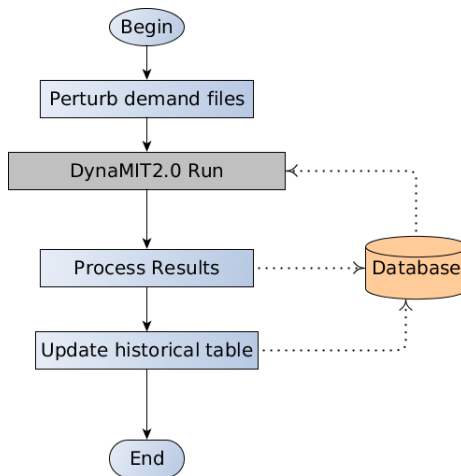 Begin
Perturb demand files
DynaMIT2.0 Run
Process Results
Database
Update historical table
End